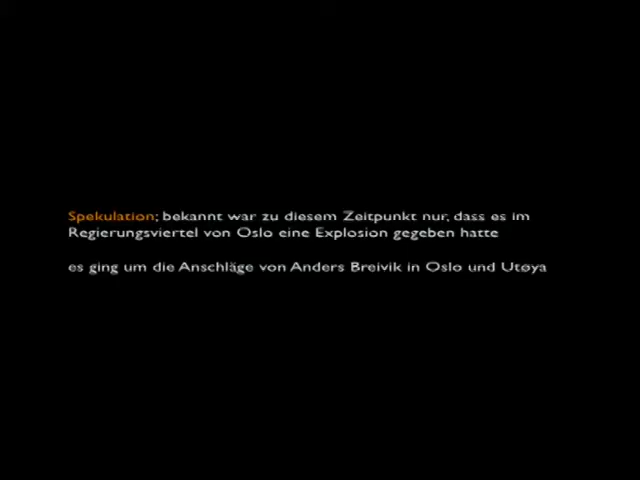 Spekulation; bekannt war zu diesem Zeitpunkt nur, dass es im
Regierungsviertel von Oslo eine Explosion gegeben hatte
es ging um die Anschläge von Anders Breivik in Oslo und Utøya